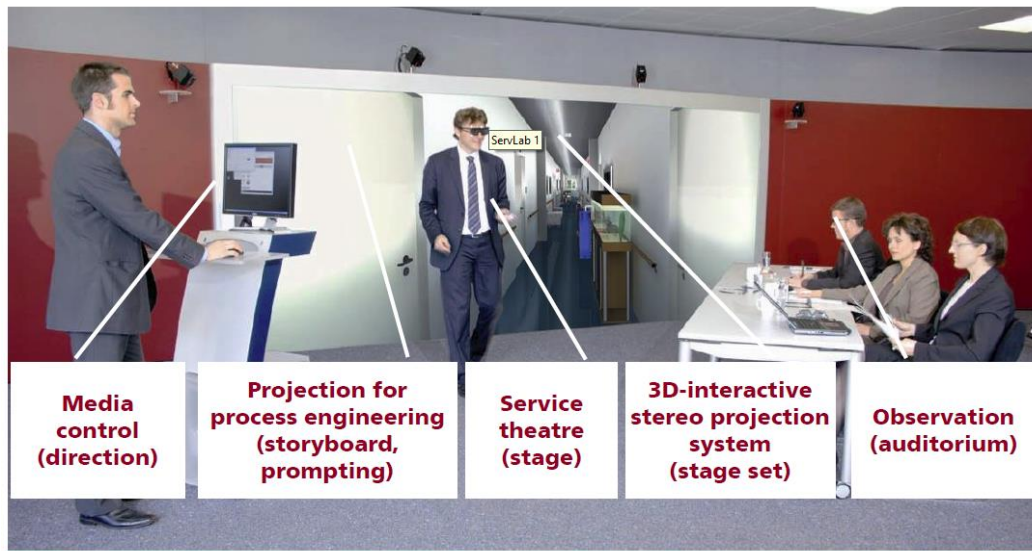 ServLab 1
Media
control
(direction)
Projection for
process engineering
(storyboard,
prompting)
Service
theatre
(stage)
3D-interactive
stereo projection
system
(stage set)
Observation
(auditorium)